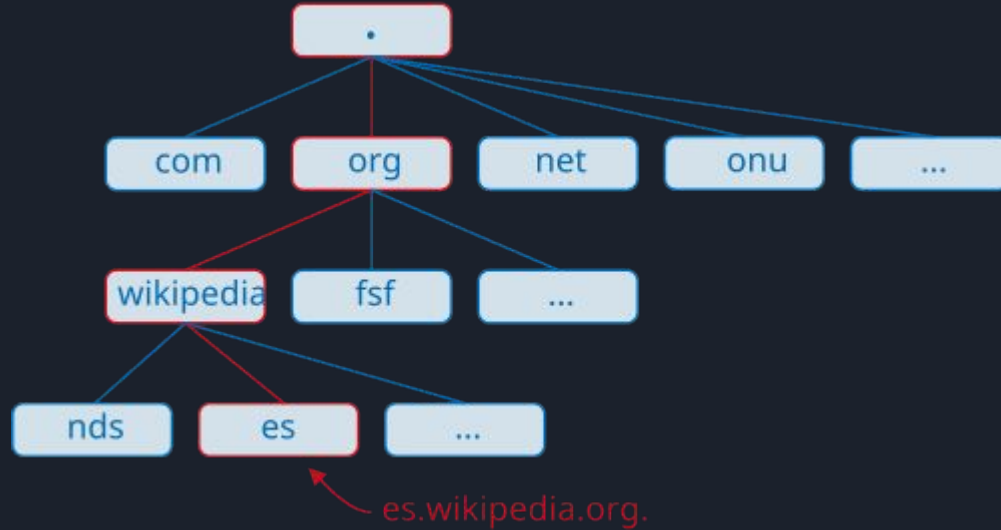 .
com org net onu ...
wikipedia fsf ...
nds es ...
es.wikipedia.org.